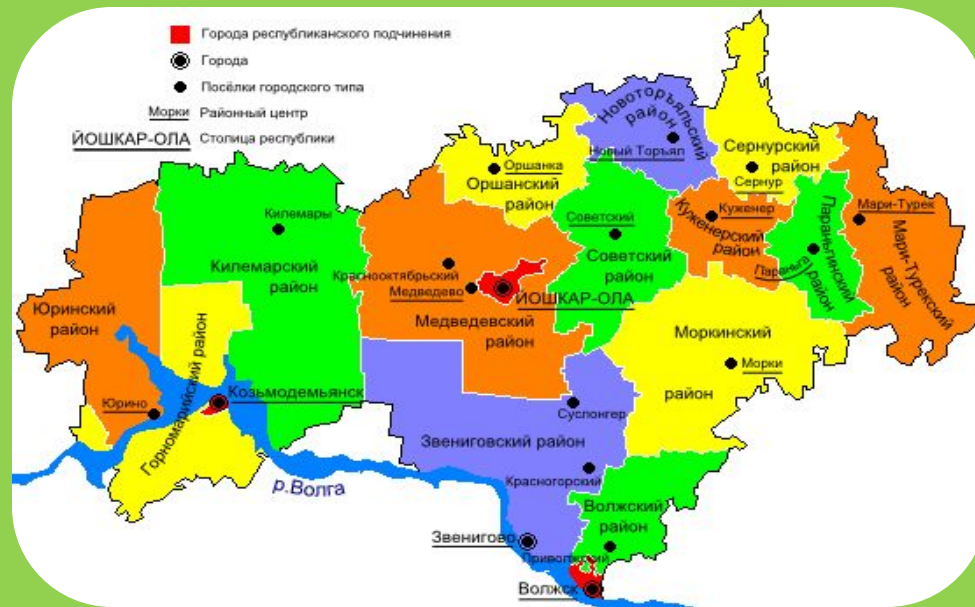 Города республиканского подчинения
Города
Посёлки городского типа
Морки Районный центр
ЙОШКАР-ОЛА Столица республики
Новоторъяльский
район
Новый Торъял
Сернурский
район
Сернур
Оршанка
Оршанский
район
Килемары
Килемарский
район
Советский
Советский
район
Куженер
Куженерский
район
Параньга
Параньгинский
район
Мари-Турек
Мари-Турекский
район
Краснооктябрьский
Медведево
ЙОШКАР-ОЛА
Медведевский
район
Юринский
район
Юрино
Горномарийский район
Козьмодемьянск
Моркинский
район
Морки
Суслонгер
Звениговский район
Красногорский
р.Волга
Волжский
район
Звенигово
Приволжский
Волжск